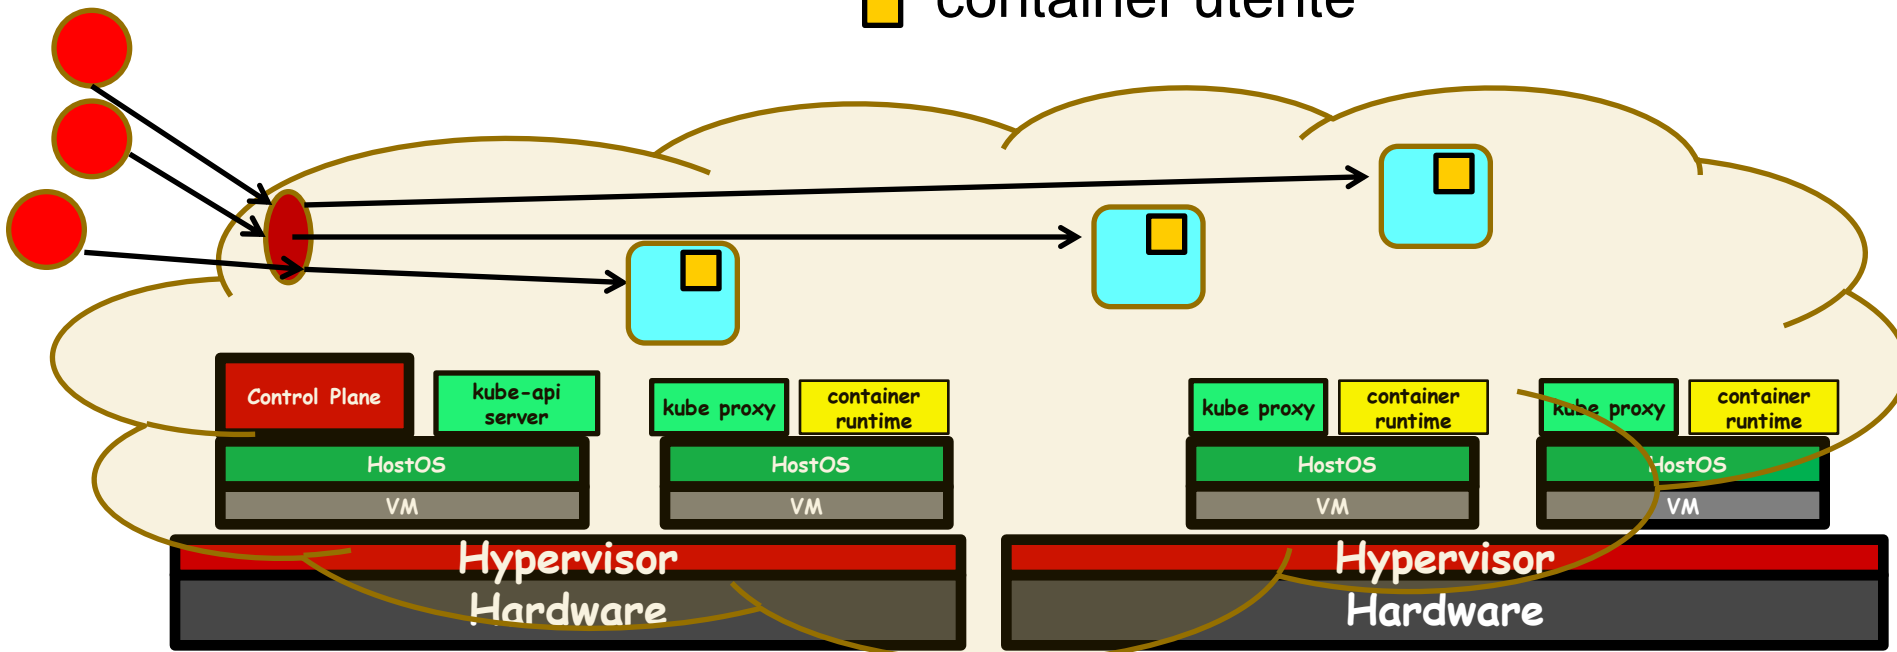 container utente
Control Plane
kube-api
server
kube proxy
container
runtime
kube proxy
container
runtime
kube proxy
container
runtime
HostOS
HostOS
HostOS
HostOS
VM
VM
VM
VM
Hypervisor
Hypervisor
Hardware
Hardware